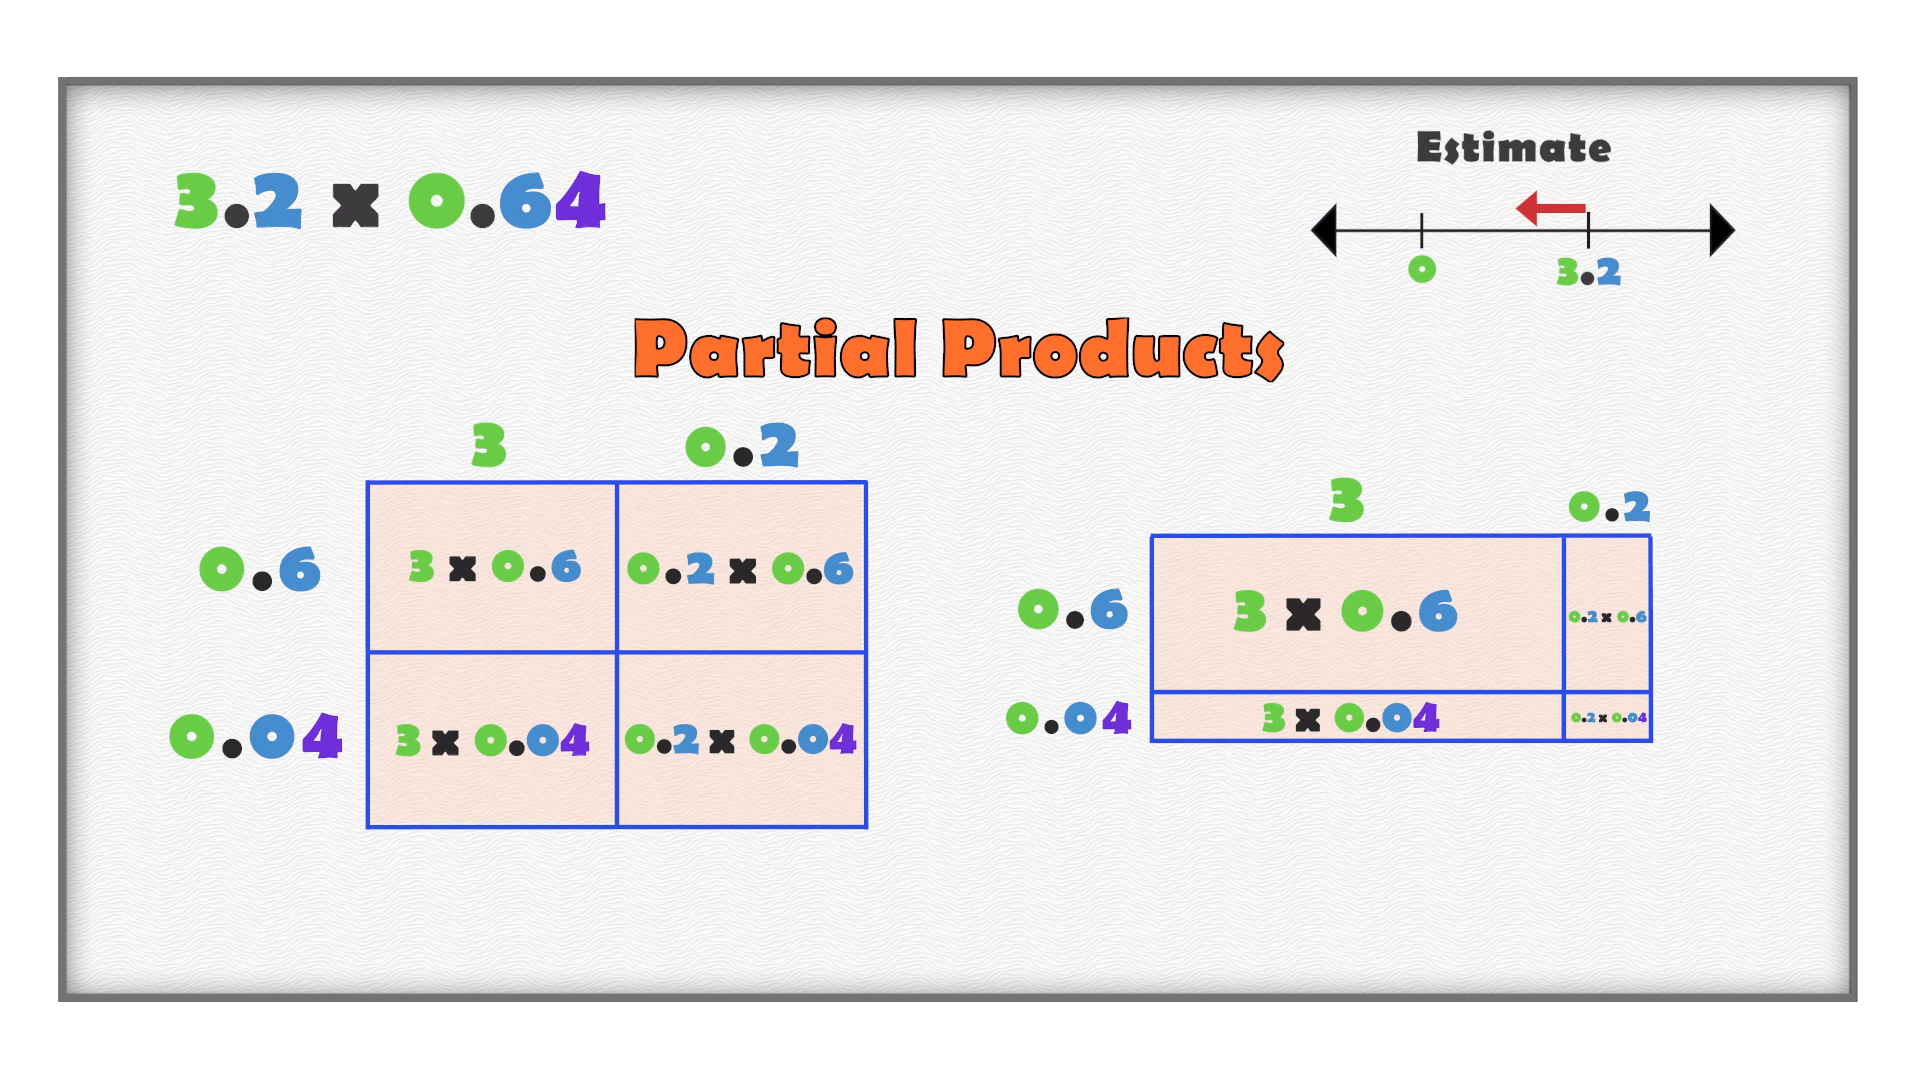 3.2 x 0.64
Estimate
0 3.2
Partial Products
3 0.2
0.6 3 x 0.6 0.2 x 0.6
0.04 3 x 0.04 0.2 x 0.04
3 0.2
0.6 3 x 0.6 0.2 x 0.6
0.04 3 x 0.04 0.2 x 0.04